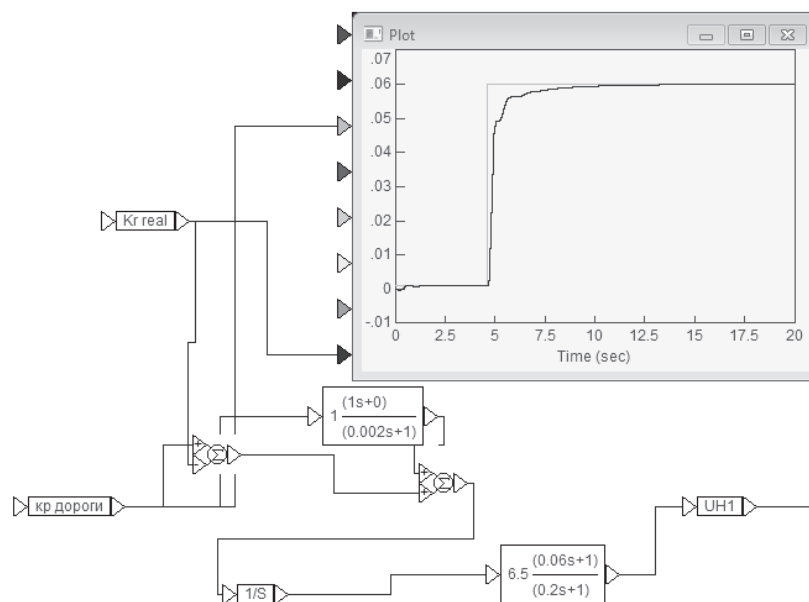 Plot
.07
.06
.05
.04
.03
.02
.01
0
-.01
0 2.5 5 7.5 10 12.5 15 17.5 20
Time (sec)
Kr real
1 (1s+0)
(0.002s+1)
+
-
Σ
+
+
Σ
кр дороги
UH1
1/S
6.5 (0.06s+1)
(0.2s+1)